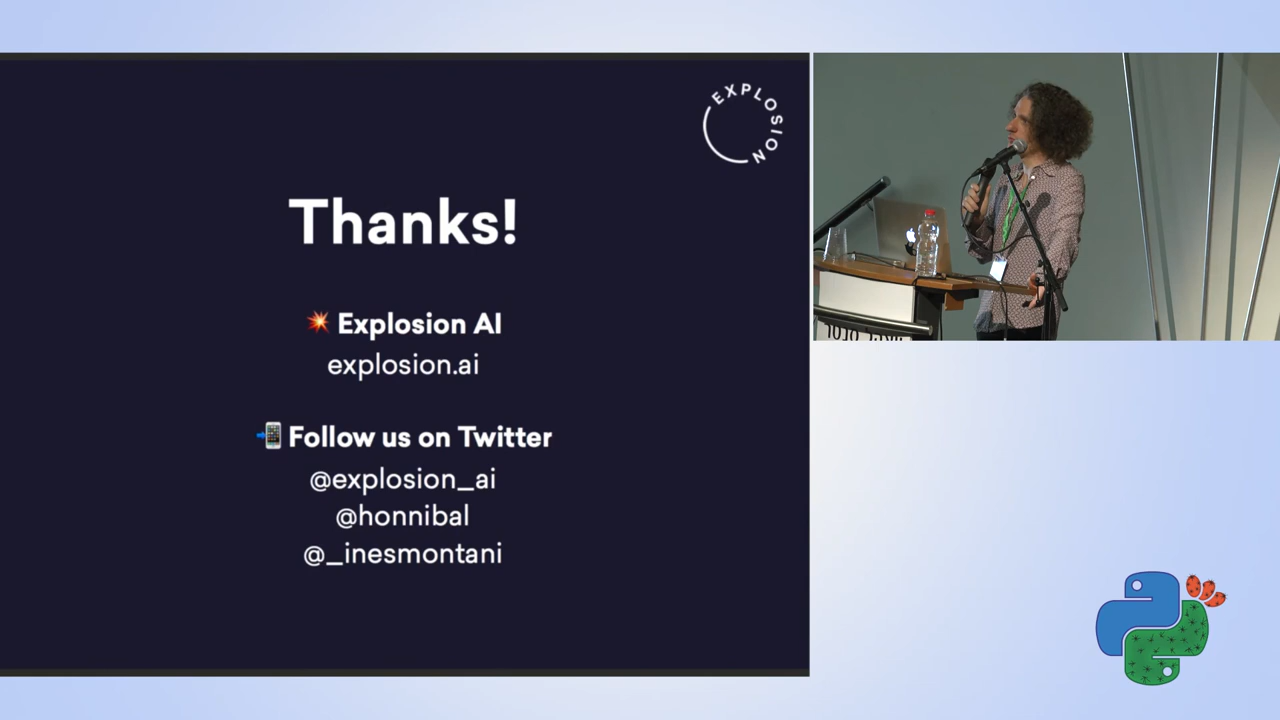 EXPLOSION
Thanks!
💥 Explosion AI
explosion.ai
📲 Follow us on Twitter
@explosion_ai
@honnibal
@_inesmontani